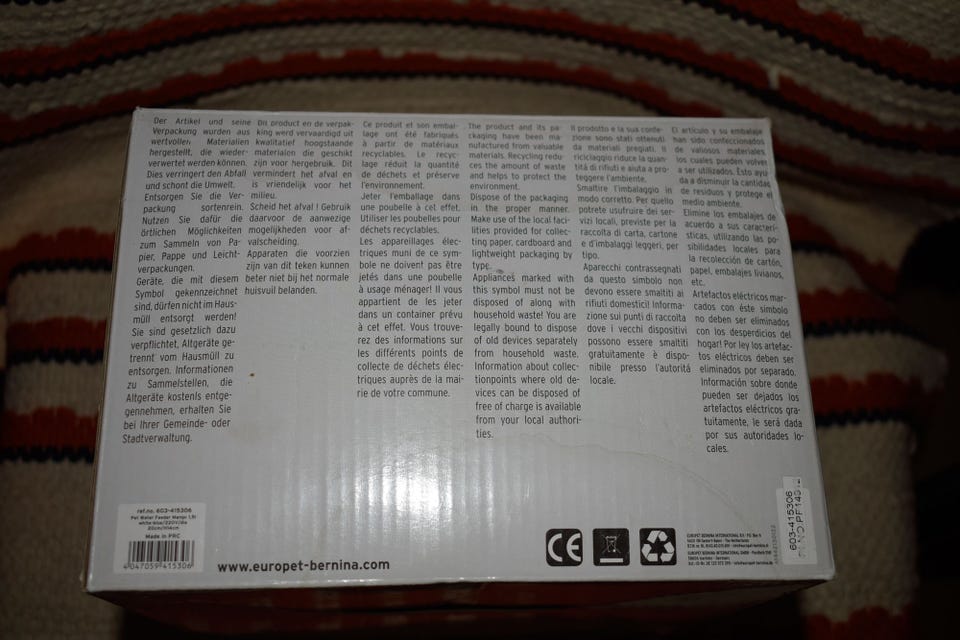 Der Artikel und seine
Verpackung wurden aus
wertvollen Materialien
hergestellt, die wieder-
verwertet werden können.
Dies verringert den Abfall
und schont die Umwelt.
Entsorgen Sie die Ver-
packung sortenrein.
Nutzen Sie dafür die
örtlichen Möglichkeiten
zum Sammeln von Pa-
pier, Pappe und Leicht-
verpackungen.
Geräte, die mit diesem
Symbol gekennzeichnet
sind, dürfen nicht im Haus-
müll entsorgt werden!
Sie sind gesetzlich dazu
verpflichtet, Altgeräte ge-
trennt vom Hausmüll zu
entsorgen. Informationen
zu Sammelstellen, die
Altgeräte kostenls entge-
gennehmen, erhalten Sie
bei Ihrer Gemeinde- oder
Stadtverwaltung.
Dit product en de verpak-
king werd vervaardigd uit
kwalitatief hoogstaande
materialen die geschikt
zijn voor hergebruik. Dit
vermindert het afval en
is vriendelijk voor het
milieu.
Scheid het afval ! Gebruik
daarvoor de aanwezige
mogelijkheden voor af-
valscheiding.
Apparaten die voorzien
zijn van dit teken kunnen
beter niet bij het normale
huisvuil belanden.
Ce produit et son embal-
lage ont été fabriqués
à partir de matériaux
recyclables. Le recyc-
lage réduit la quantité
de déchets et préserve
l'environnement.
Jeter l'emballage dans
une poubelle à cet effet.
Utiliser les poubelles pour
déchets recyclables.
Les appareillages élec-
triques muni de ce sym-
bole ne doivent pas être
jetés dans une poubelle
à usage ménager! Il vous
appartient de les jeter
dans un container prévu
à cet effet. Vous trouve-
rez des informations sur
les différents points de
collecte de déchets élec-
triques auprès de la mai-
rie de votre commune.
The product and its pa-
ckaging have been ma-
nufactured from valuable
materials. Recycling redu-
ces the amount of waste
and helps to protect the
environment.
Dispose of the packaging
in the proper manner.
Make use of the local faci-
lities provided for collec-
ting paper, cardboard and
lightweight packaging by
type.
Appliances marked with
this symbol must not be
disposed of along with
household waste! You are
legally bound to dispose
of old devices separately
from household waste.
Information about collec-
tionpoints where old de-
vices can be disposed of
free of charge is available
from your local authori-
ties.
Il prodotto e la sua confe-
zione sono stati ottenuti
da materiali pregiati. Il
riciclaggio riduce la quan-
tità di rifiuti e aiuta a pro-
teggere l'ambiente.
Smaltire l'imballaggio in
modo corretto. Per quello
potrete usufruire dei ser-
vizi locali, previste per la
raccolta di carta, cartone
e d'imbalaggi leggeri, per
tipo.
Aparecchi contrassegnati
da questo simbolo non
devono essere smaltiti ai
rifiuti domestici! Informa-
zione sui punti di raccolta
dove i vecchi dispositivi
possono essere smaltiti
gratuitamente è dispo-
nibile presso l'autoritá
locale.
El artículo y su embalaje
han sido confeccionados
de valiosos materiales,
los cuales pueden volver
a ser utilizados. Esto ayu-
da a disminuir la cantidas
de residuos y protege el
medio ambiente.
Elimine los embalajes de
acuerdo a sus caracterí-
sticas, utilizando las po-
sibilidades locales para
la recolección de cartón,
papel, embalajes livianos,
etc.
Artefactos eléctricos mar-
cados con éste símbolo
no deben ser eliminados
con los desperdicios del
hogar! Por ley los artefac-
tos eléctricos deben ser
eliminados por separado.
Información sobre donde
pueden ser dejados los
artefactos eléctricos gra-
tuitamente, le será dada
por sus autoridades lo-
cales.
ref.no. 603-415306
Pet Water Feeder Mango 1,5l
white-blue/220V/dia
20cm/H14cm
Made in PRC
4047059 415306
www.europet-bernina.com
CE
EUROPET BERNINA INTERNATIONAL B.V.
EUROPET BERNINA INTERNATIONAL GMBH
603-415306